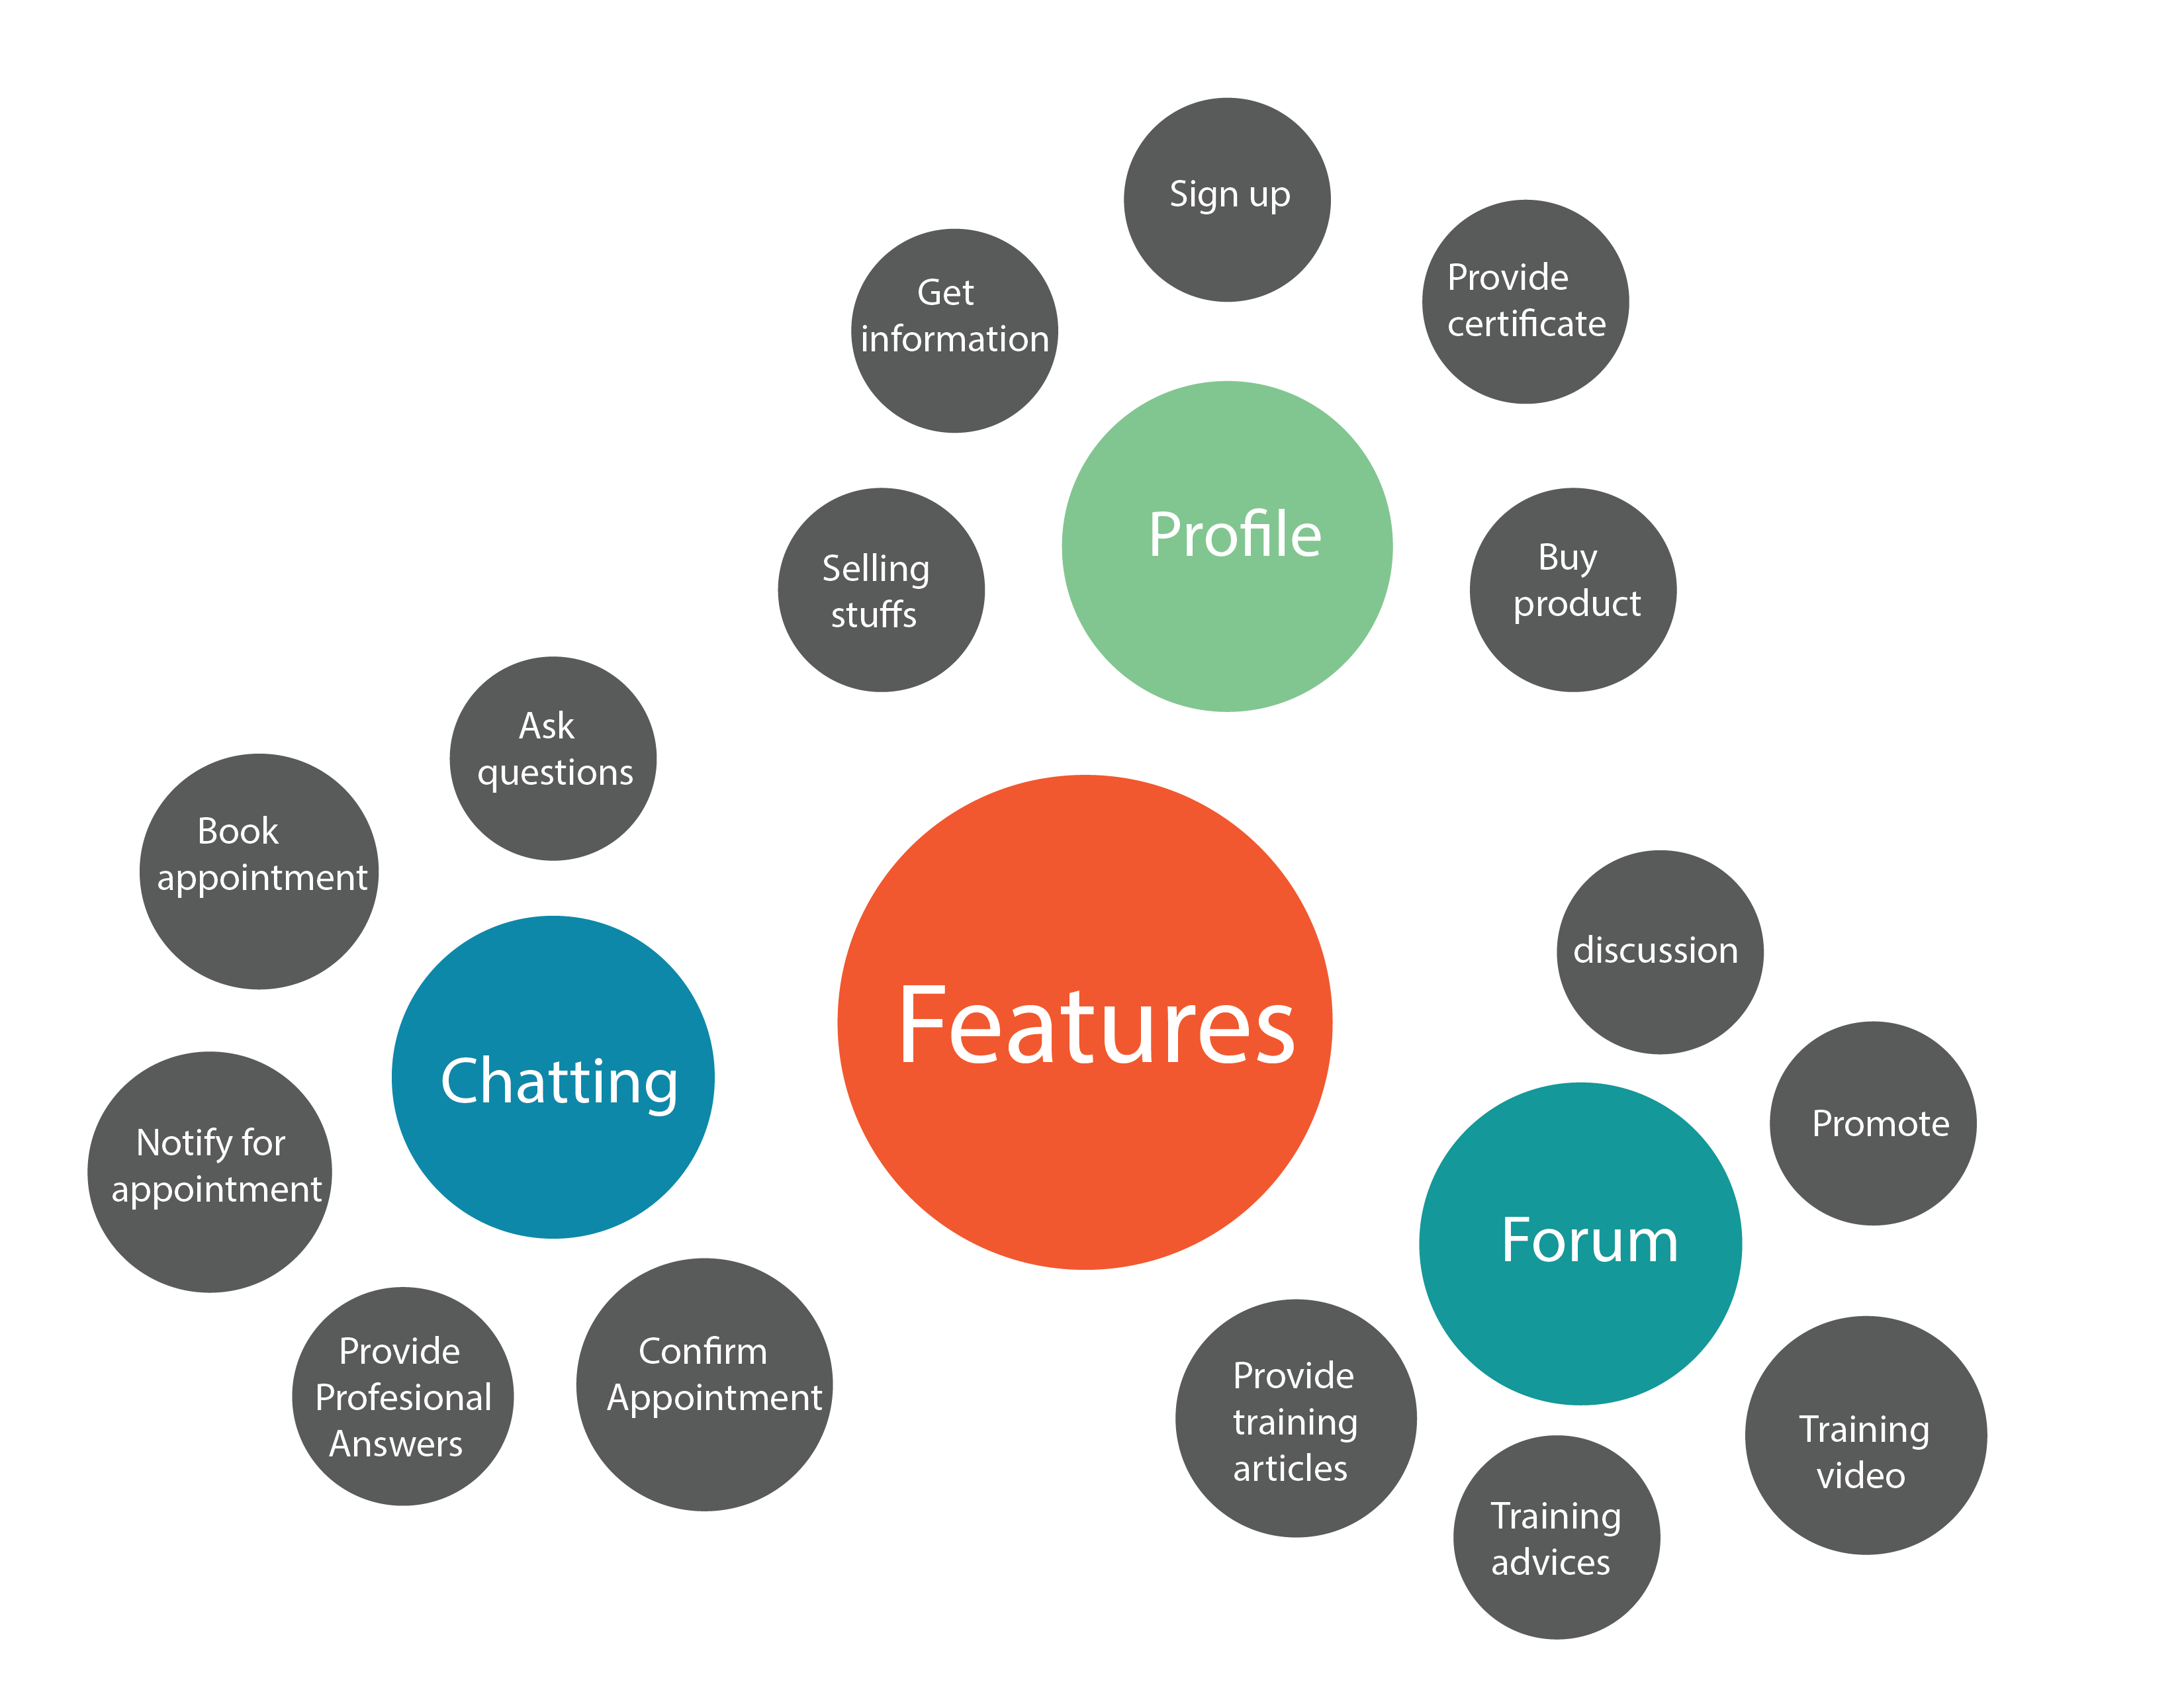 Sign up
Provide
certificate
Get
information
Profile
Buy
product
Selling
stuffs
Ask
questions
Book
appointment
Features
discussion
Chatting
Promote
Notify for
appointment
Forum
Provide
Profesional
Answers
Confirm
Appointment
Provide
training
articles
Training
video
Training
advices